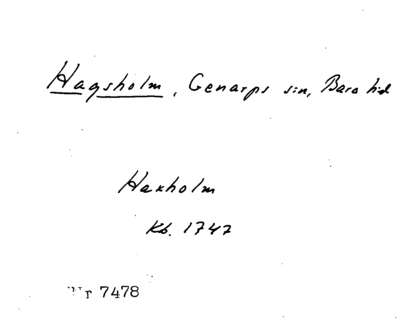 Hagsholm, Genarps sn, Bara hd
Haxholm
Kb. 1747
Nr 7478